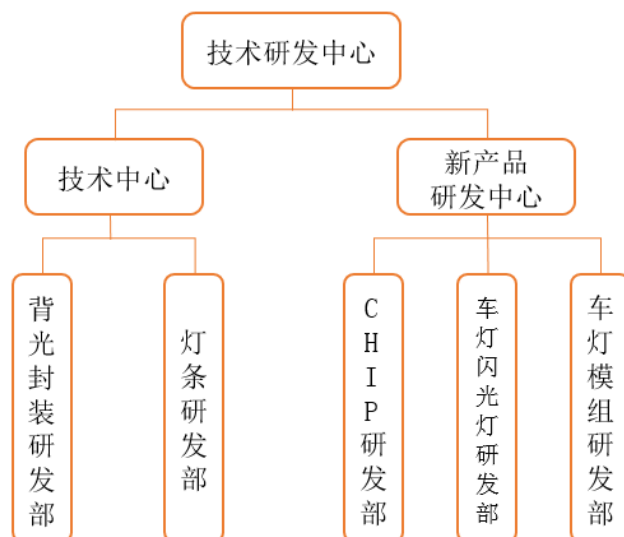 技术研发中心
技术中心
新产品
研发中心
背光封装研发部
灯条研发部
CHIP研发部
车灯闪光灯研发部
车灯模组研发部